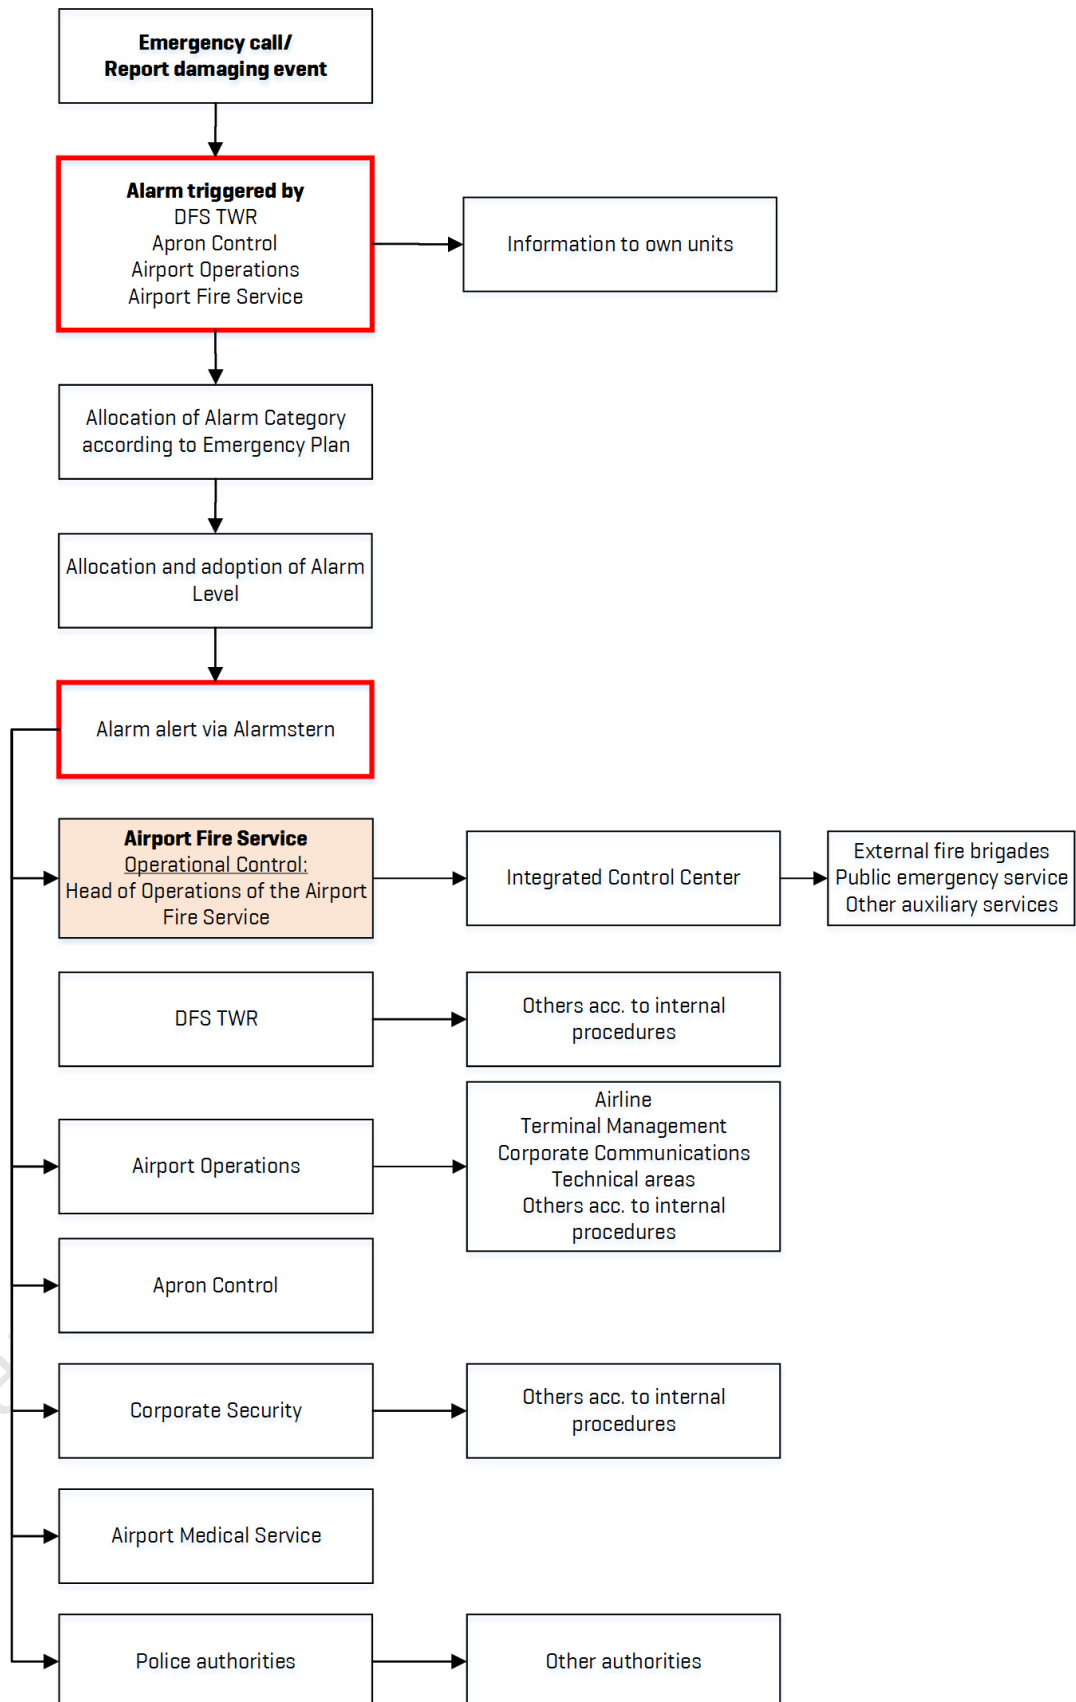 Emergency call/
Report damaging event
Alarm triggered by
DFS TWR
Apron Control
Airport Operations
Airport Fire Service
Information to own units
Allocation of Alarm Category
according to Emergency Plan
Allocation and adoption of Alarm
Level
Alarm alert via Alarmstern
Airport Fire Service
Operational Control:
Head of Operations of the Airport
Fire Service
Integrated Control Center
External fire brigades
Public emergency service
Other auxiliary services
DFS TWR
Others acc. to internal
procedures
Airport Operations
Airline
Terminal Management
Corporate Communications
Technical areas
Others acc. to internal
procedures
Apron Control
Corporate Security
Others acc. to internal
procedures
Airport Medical Service
Police authorities
Other authorities